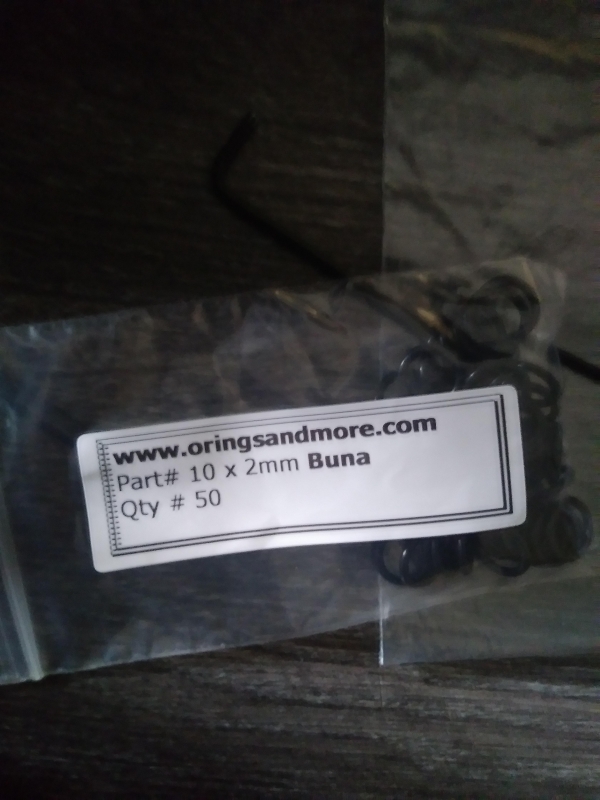 www.oringsandmore.com
Part# 10 x 2mm Buna
Qty # 50